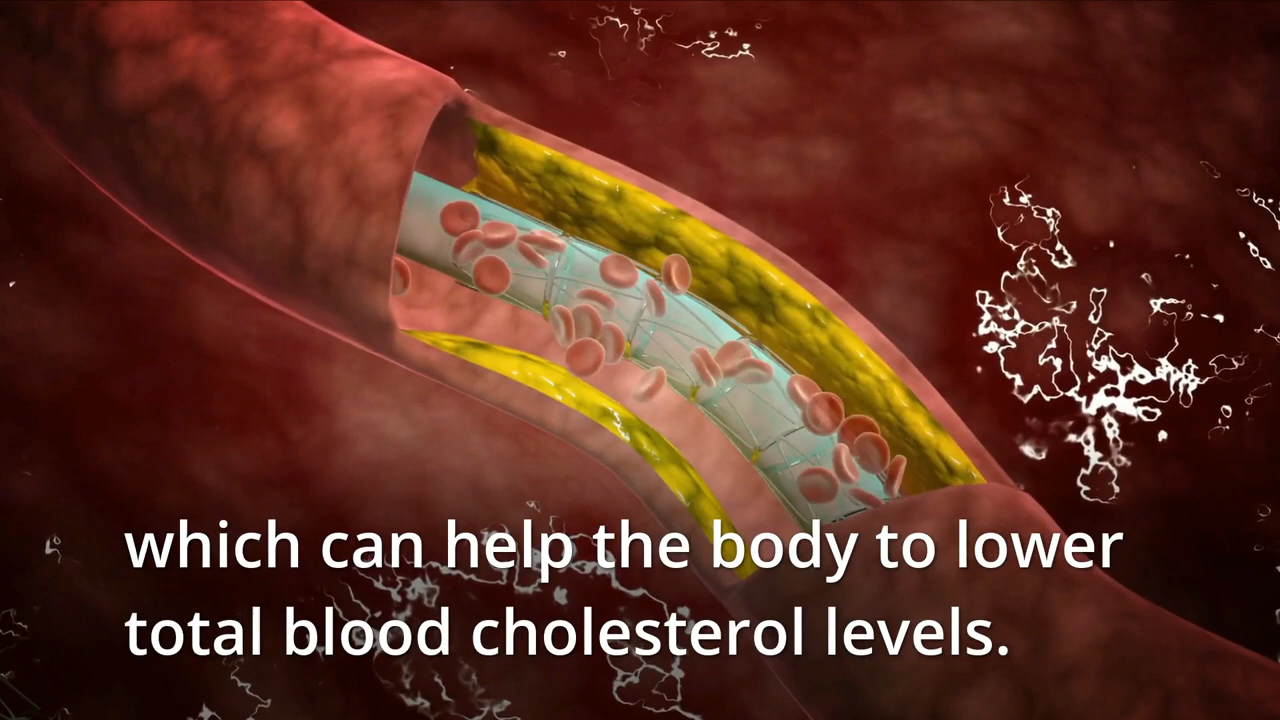 which can help the body to lower
total blood cholesterol levels.